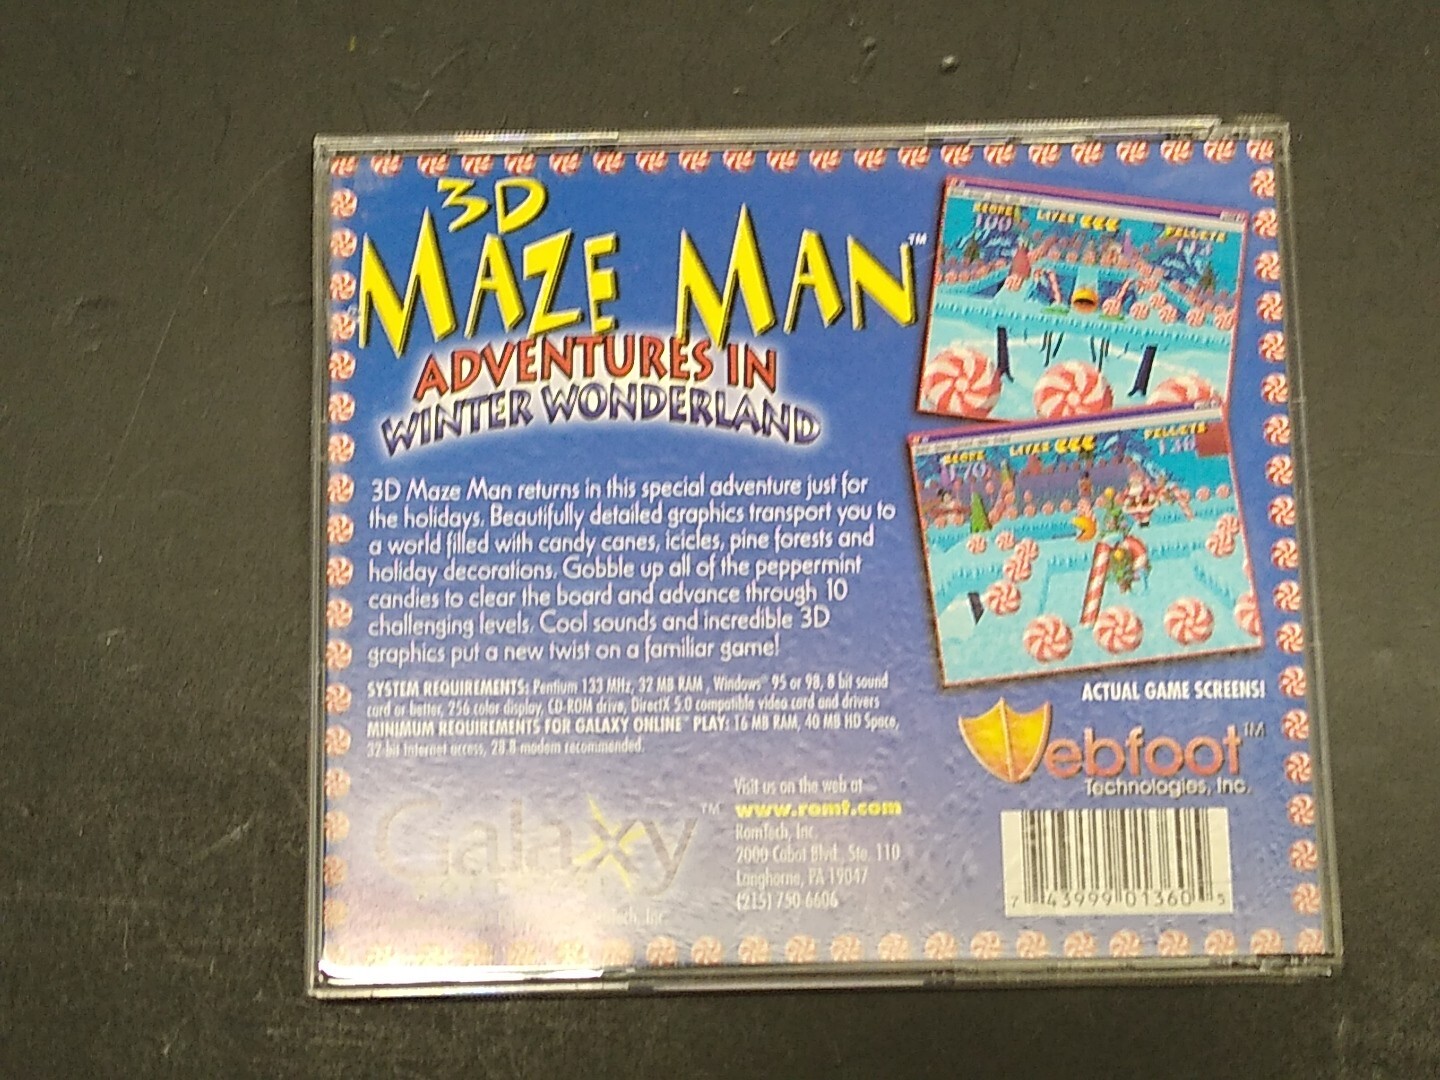 3D
MAZE MAN™
ADVENTURES IN
WINTER WONDERLAND
3D Maze Man returns in this special adventure just for
the holidays. Beautifully detailed graphics transport you to
a world filled with candy canes, icicles, pine forests and
holiday decorations. Gobble up all of the peppermint
candies to clear the board and advance through 10
challenging levels. Cool sounds and incredible 3D
graphics put a new twist on a familiar game!
SYSTEM REQUIREMENTS: Pentium 133 MHz, 32 MB RAM , Windows® 95 or 98, 8 bit sound
card or better, 256 color display, CD-ROM drive, DirectX 5.0 compatible video card and drivers
MINIMUM REQUIREMENTS FOR GALAXY ONLINE™ PLAY: 16 MB RAM, 40 MB HD Space,
32-bit Internet access, 28.8 modem recommended.
SCORE LIVES PELLETS
SCORE LIVES PELLETS
170 130
ACTUAL GAME SCREENS!
Webfoot™
Technologies, Inc.
Galaxy™
Visit us on the web at
www.romt.com
RomTech, Inc.
2000 Cabot Blvd. Ste. 110
Langhorne, PA 19047
(215) 750-6606
7 43999 01360 5